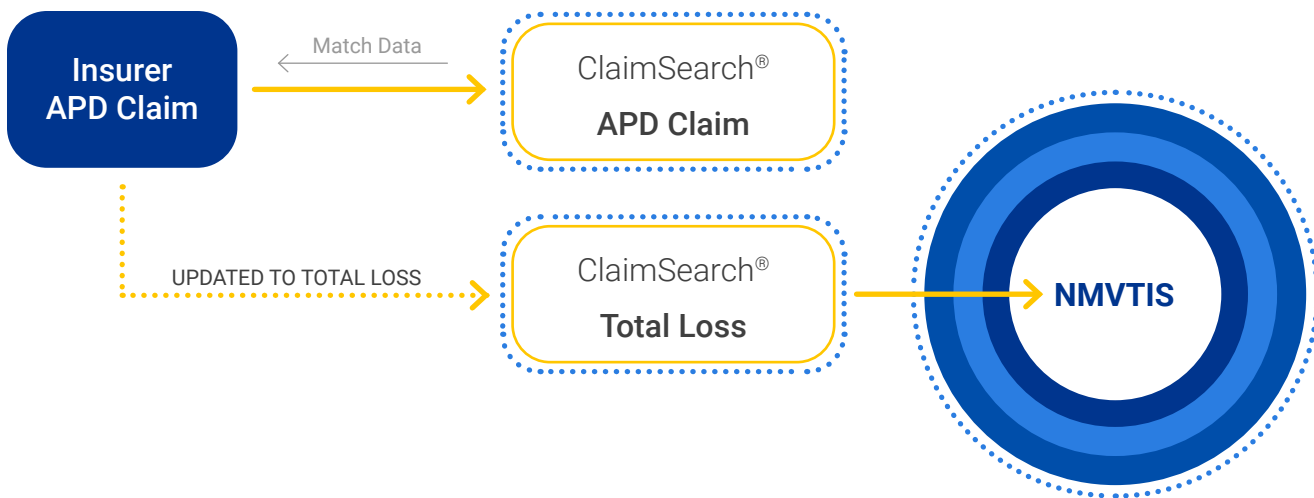 Insurer
APD Claim
Match Data
ClaimSearch®
APD Claim
UPDATED TO TOTAL LOSS
ClaimSearch®
Total Loss
NMVTIS